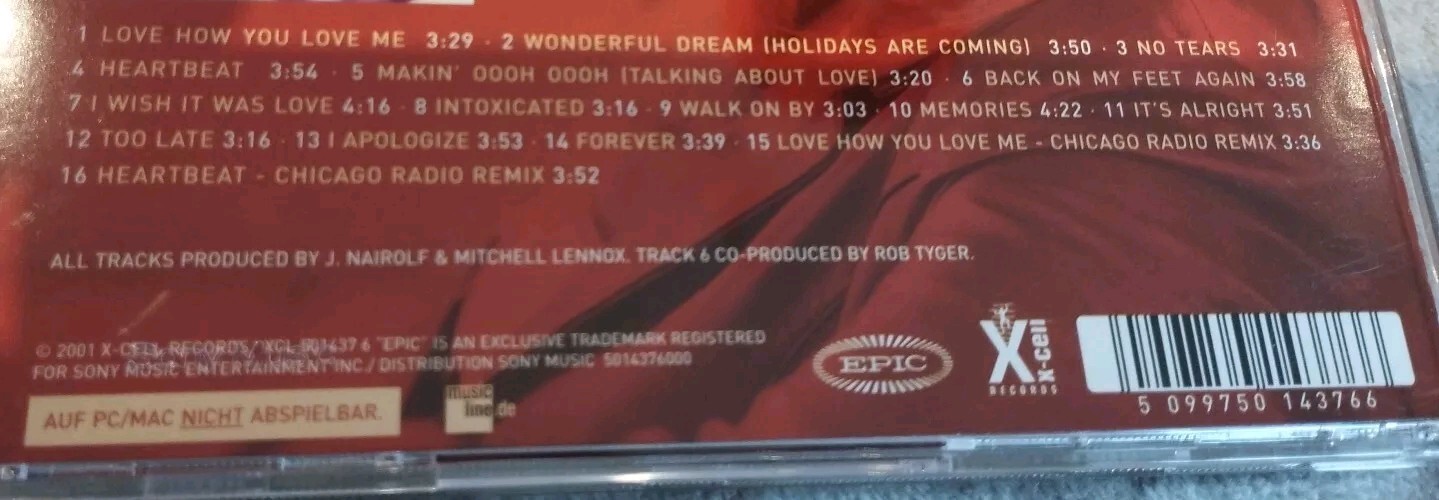 1 LOVE HOW YOU LOVE ME 3:29 · 2 WONDERFUL DREAM (HOLIDAYS ARE COMING) 3:50 · 3 NO TEARS 3:31
4 HEARTBEAT 3:54 · 5 MAKIN' OOOH OOOH (TALKING ABOUT LOVE) 3:20 · 6 BACK ON MY FEET AGAIN 3:58
7 I WISH IT WAS LOVE 4:16 · 8 INTOXICATED 3:16 · 9 WALK ON BY 3:03 · 10 MEMORIES 4:22 · 11 IT'S ALRIGHT 3:51
12 TOO LATE 3:16 · 13 I APOLOGIZE 3:53 · 14 FOREVER 3:39 · 15 LOVE HOW YOU LOVE ME - CHICAGO RADIO REMIX 3:36
16 HEARTBEAT - CHICAGO RADIO REMIX 3:52
ALL TRACKS PRODUCED BY J. NAIROLF & MITCHELL LENNOX. TRACK 6 CO-PRODUCED BY ROB TYGER.
© 2001 X-CELL RECORDS/ XCL 501437 6 "EPIC" IS AN EXCLUSIVE TRADEMARK REGISTERED
FOR SONY MUSIC ENTERTAINMENT INC./ DISTRIBUTION SONY MUSIC 5014376000
EPIC
X-cell
RECORDS
5 099750 143766
AUF PC/MAC NICHT ABSPIELBAR.
music
line.de